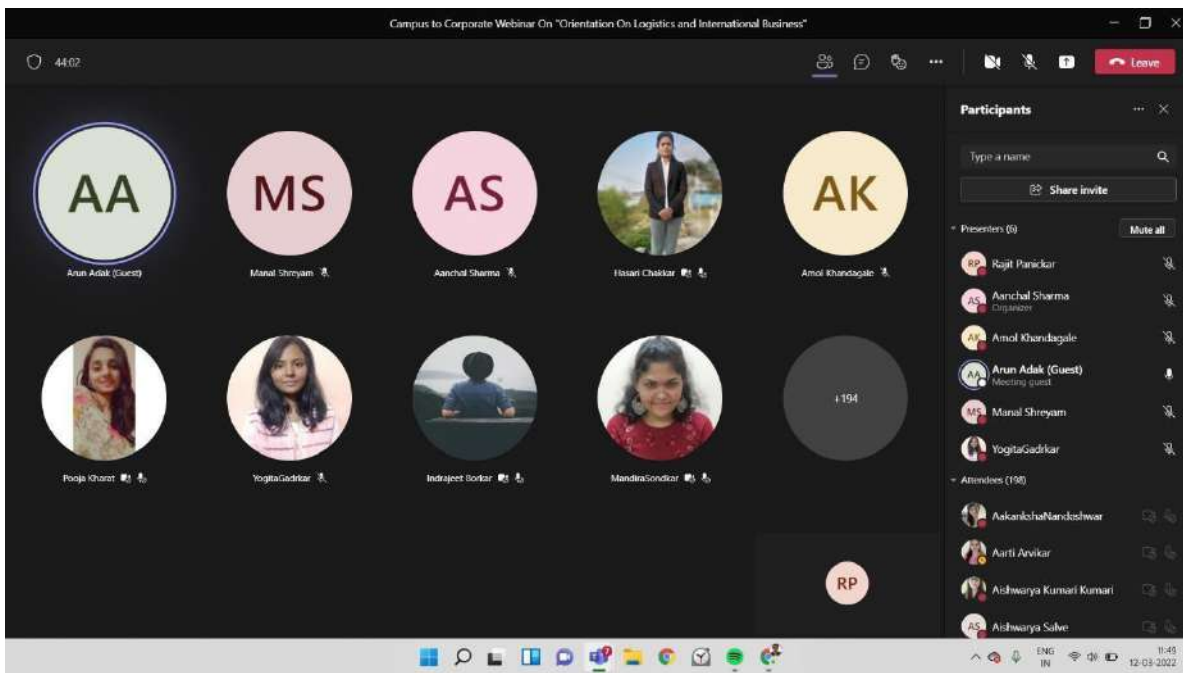 Campus to Corporate Webinar On "Orientation On Logistics and International Business"
44:02
Leave
AA
MS
AS
AK
Arun Adak (Guest)
Manal Shreyam
Aanchal Sharma
Hasari Chakkar
Amol Khandagale
+194
Pooja Kharat
YogitaGadrkar
Indrajeet Borkar
MandiraSondkar
RP
Participants
Type a name
Share invite
Presenters (6)
Mute all
RP Rajit Panickar
AS Aanchal Sharma
Organizer
AK Amol Khandagale
AA Arun Adak (Guest)
Meeting guest
MS Manal Shreyam
YogitaGadrkar
Attendees (198)
AakankshaNandashwar
Aarti Arvikar
Aishwarya Kumari Kumari
AS Aishwarya Salve
ENG
IN
11:49
12-03-2022